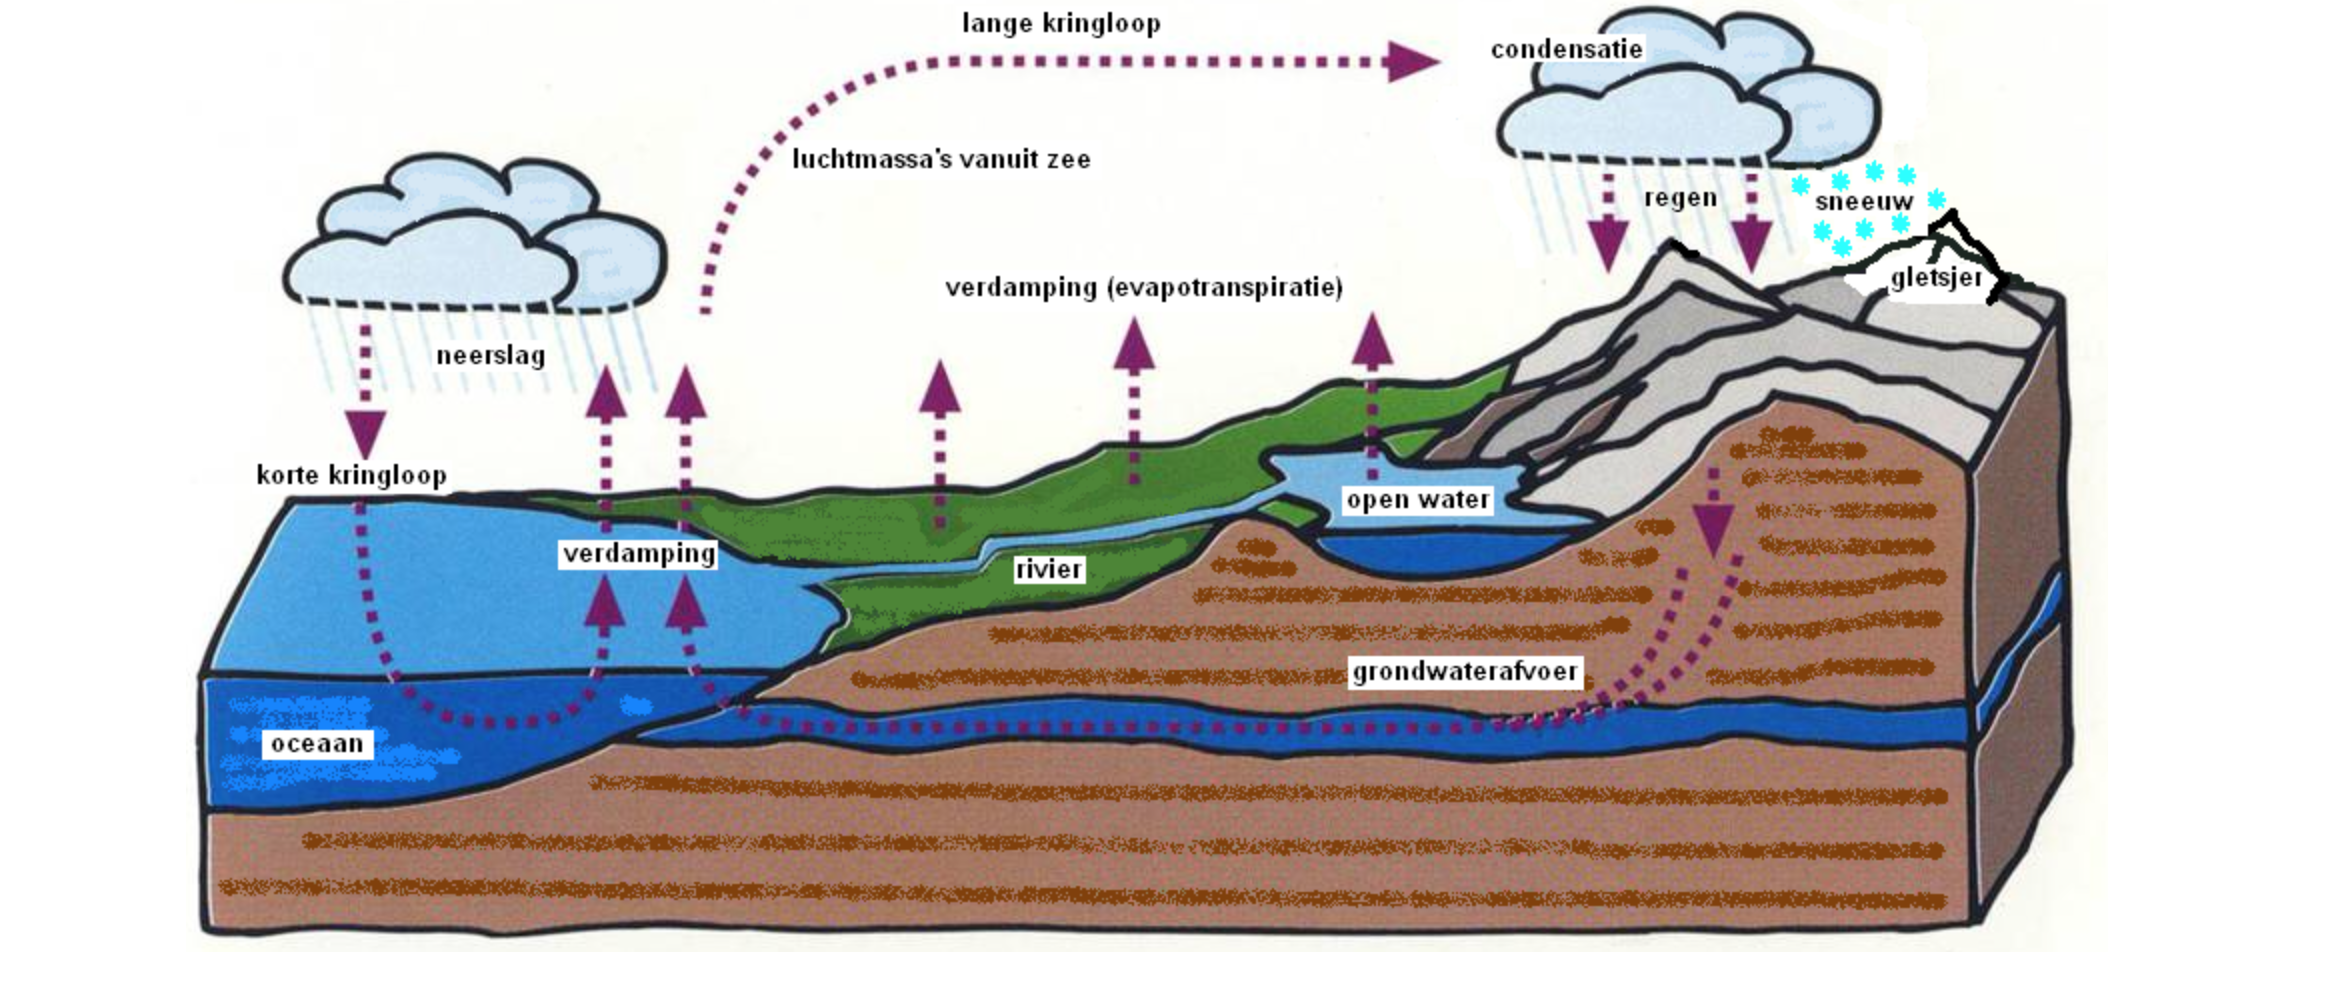 lange kringloop
condensatie
luchtmassa's vanuit zee
regen
sneeuw
gletsjer
verdamping (evapotranspiratie)
neerslag
korte kringloop
open water
verdamping
rivier
grondwaterafvoer
oceaan